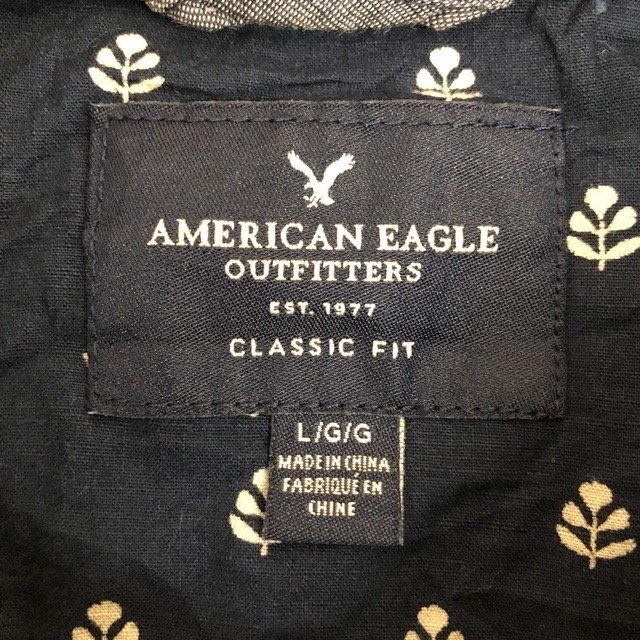 AMERICAN EAGLE
OUTFITTERS
EST. 1977
CLASSIC FIT
L/G/G
MADE IN CHINA
FABRIQUÉ EN
CHINE